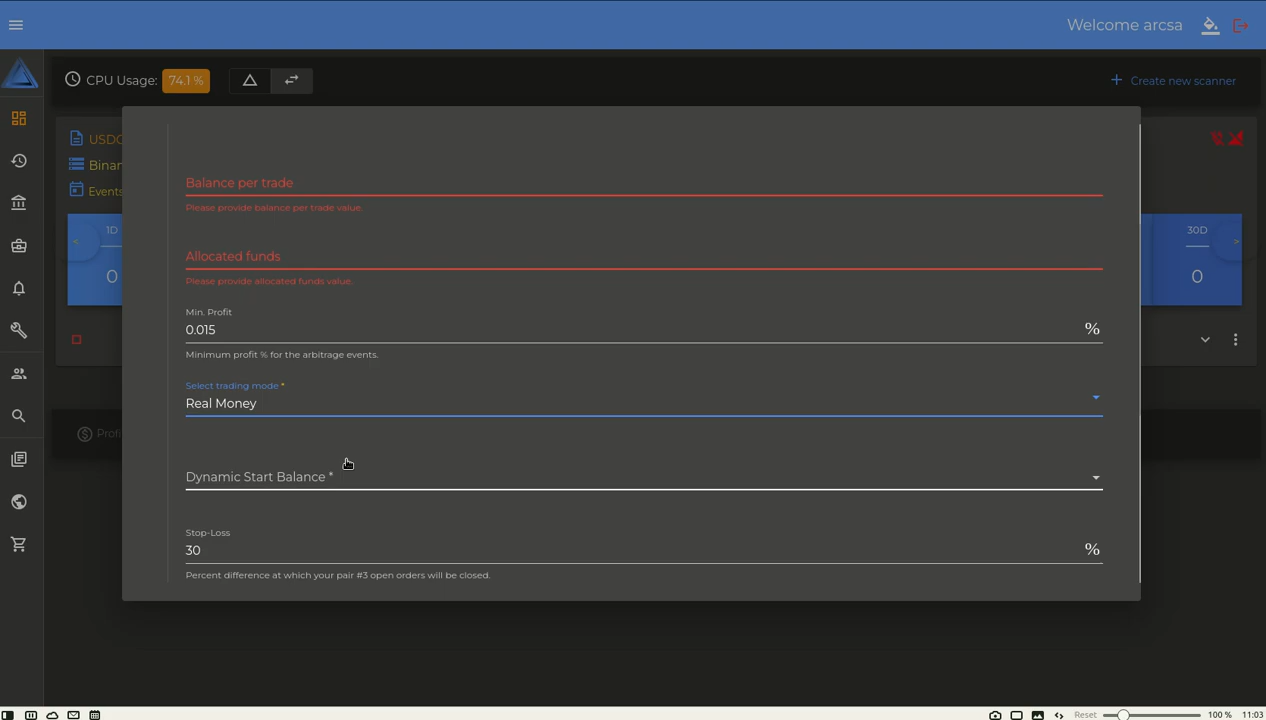 Welcome arcsa
CPU Usage: 74.1 %
Create new scanner
USDC
Binan
Events
1D
0
30D
0
Profi
Balance per trade
Please provide balance per trade value.
Allocated funds
Please provide allocated funds value.
Min. Profit
0.015 %
Minimum profit % for the arbitrage events.
Select trading mode *
Real Money
Dynamic Start Balance *
Stop-Loss
30 %
Percent difference at which your pair #3 open orders will be closed.
Reset 100 % 11:03